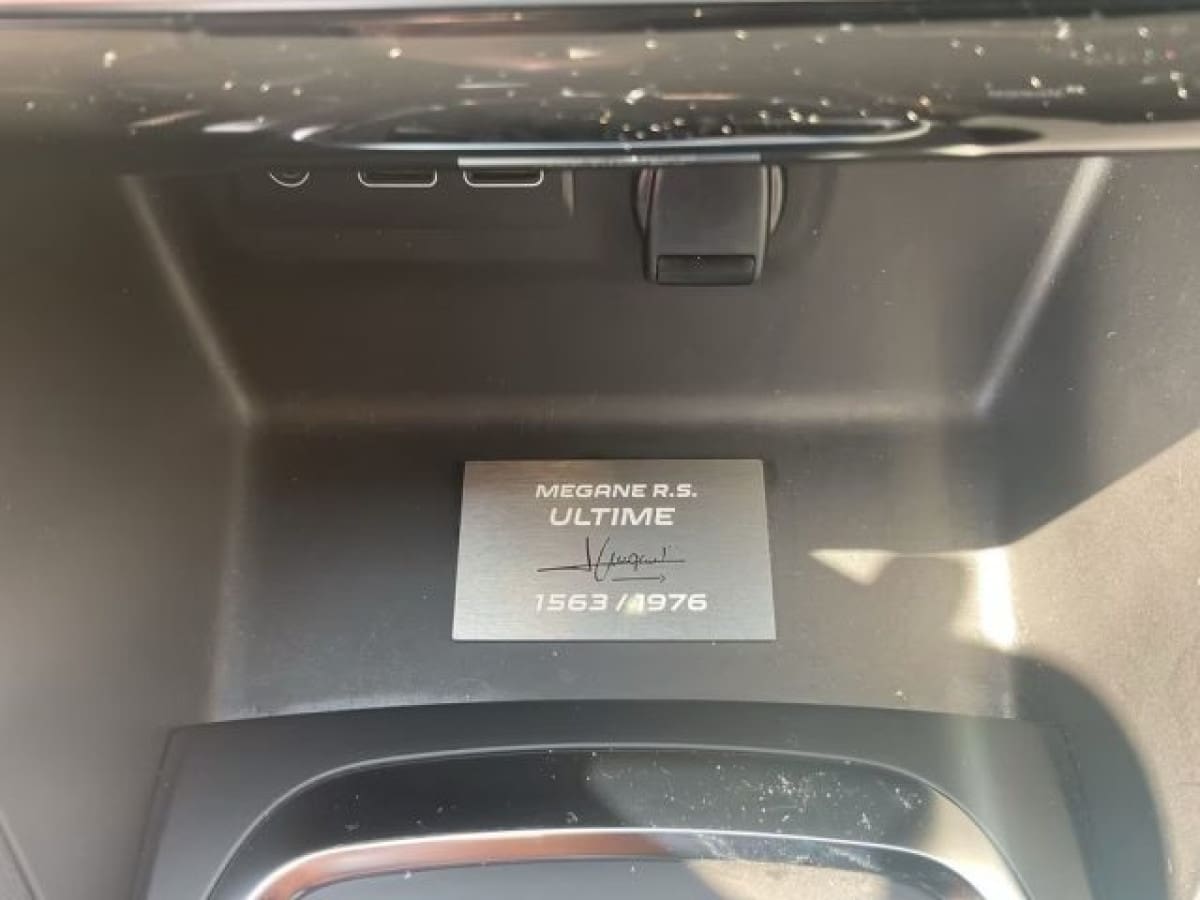 MEGANE R.S.
ULTIME
1563 / 1976